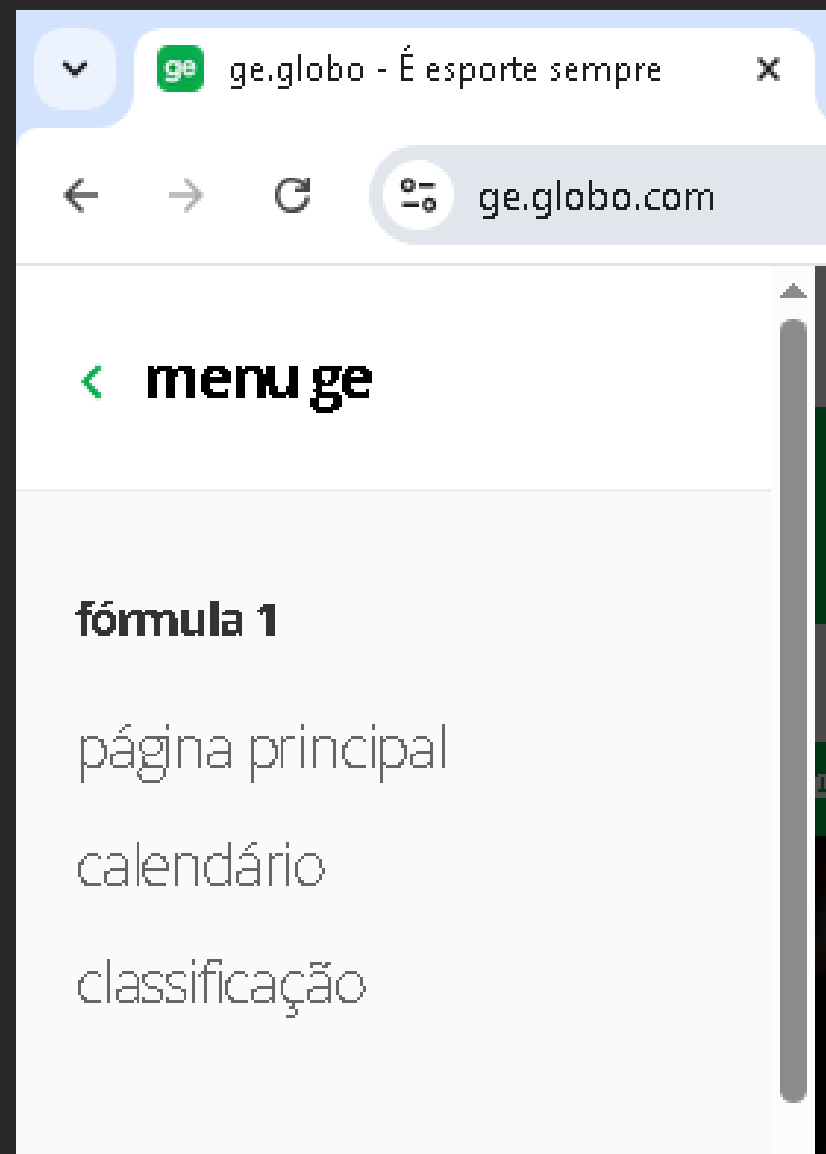 ge
ge.globo - É esporte sempre
ge.globo.com
menu ge
fórmula 1
página principal
calendário
classificação